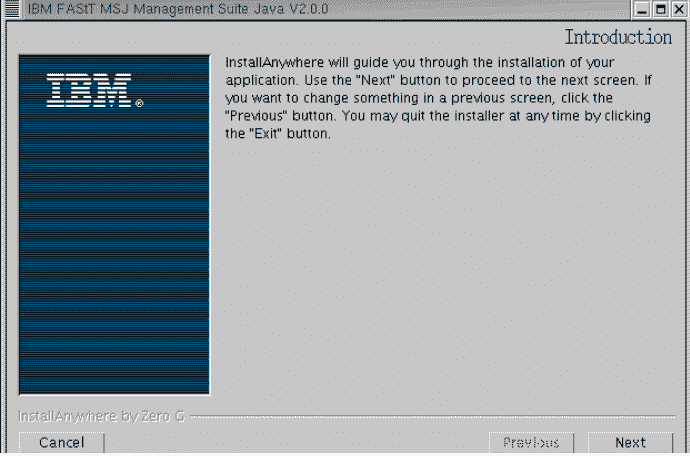 IBM FAStT MSJ Management Suite Java V2.0.0
Introduction
IBM®
InstallAnywhere will guide you through the installation of your
application. Use the "Next" button to proceed to the next screen. If
you want to change something in a previous screen, click the
"Previous" button. You may quit the installer at any time by clicking
the "Exit" button.
InstallAnywhere by Zero G
Cancel
Previous
Next